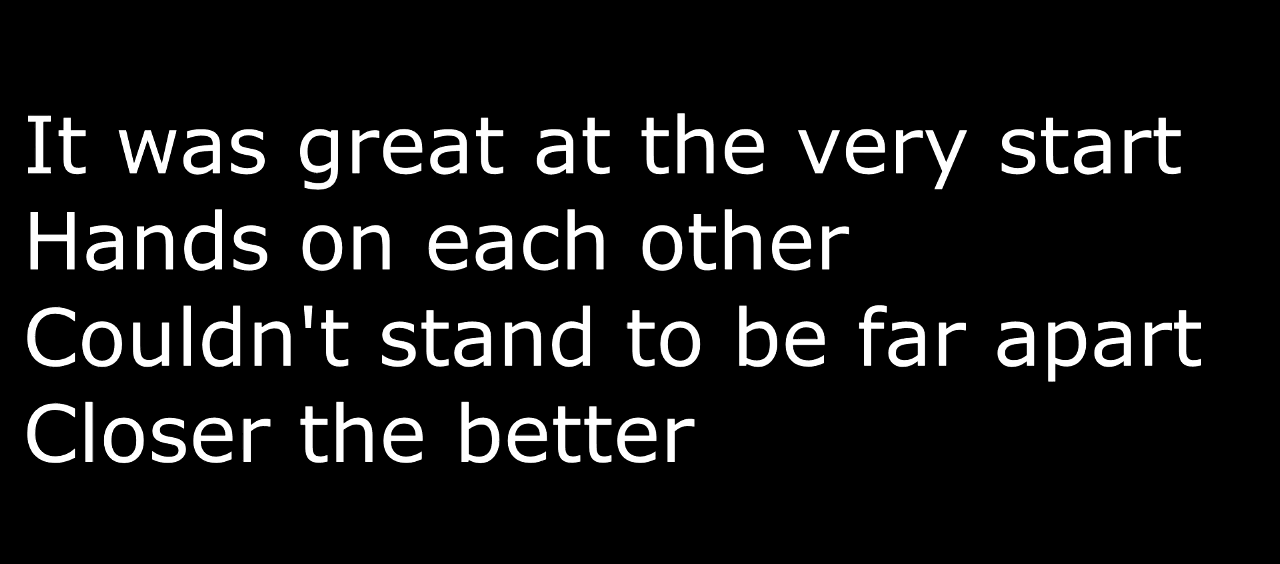 It was great at the very start
Hands on each other
Couldn't stand to be far apart
Closer the better